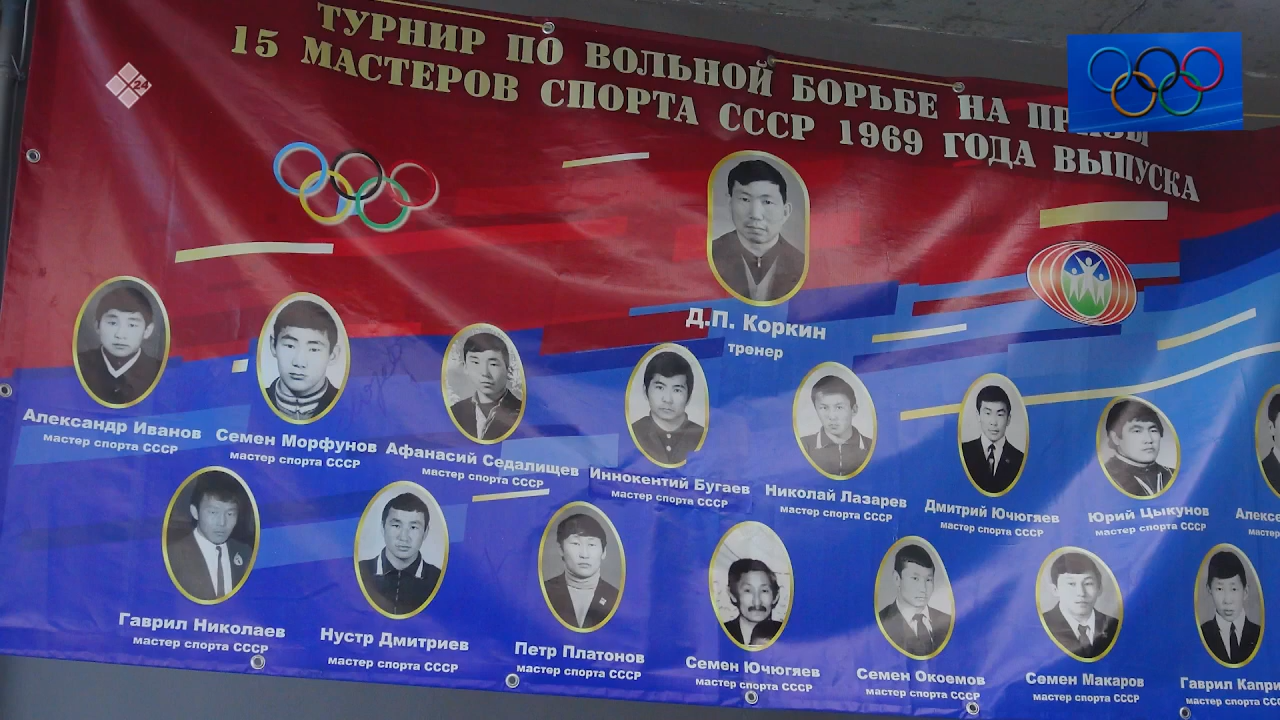 ТУРНИР ПО ВОЛЬНОЙ БОРЬБЕ НА ПРИЗЫ
15 МАСТЕРОВ СПОРТА СССР 1969 ГОДА ВЫПУСКА
24
Д.П. Коркин
тренер
Александр Иванов
мастер спорта СССР
Семен Морфунов
мастер спорта СССР
Афанасий Седалищев
мастер спорта СССР
Иннокентий Бугаев
мастер спорта СССР
Николай Лазарев
мастер спорта СССР
Дмитрий Ючюгяев
мастер спорта СССР
Юрий Цыкунов
мастер спорта СССР
Гаврил Николаев
мастер спорта СССР
Нустр Дмитриев
мастер спорта СССР
Петр Платонов
мастер спорта СССР
Семен Ючюгяев
мастер спорта СССР
Семен Окоемов
мастер спорта СССР
Семен Макаров
мастер спорта СССР
Гаврил
мастер спорта